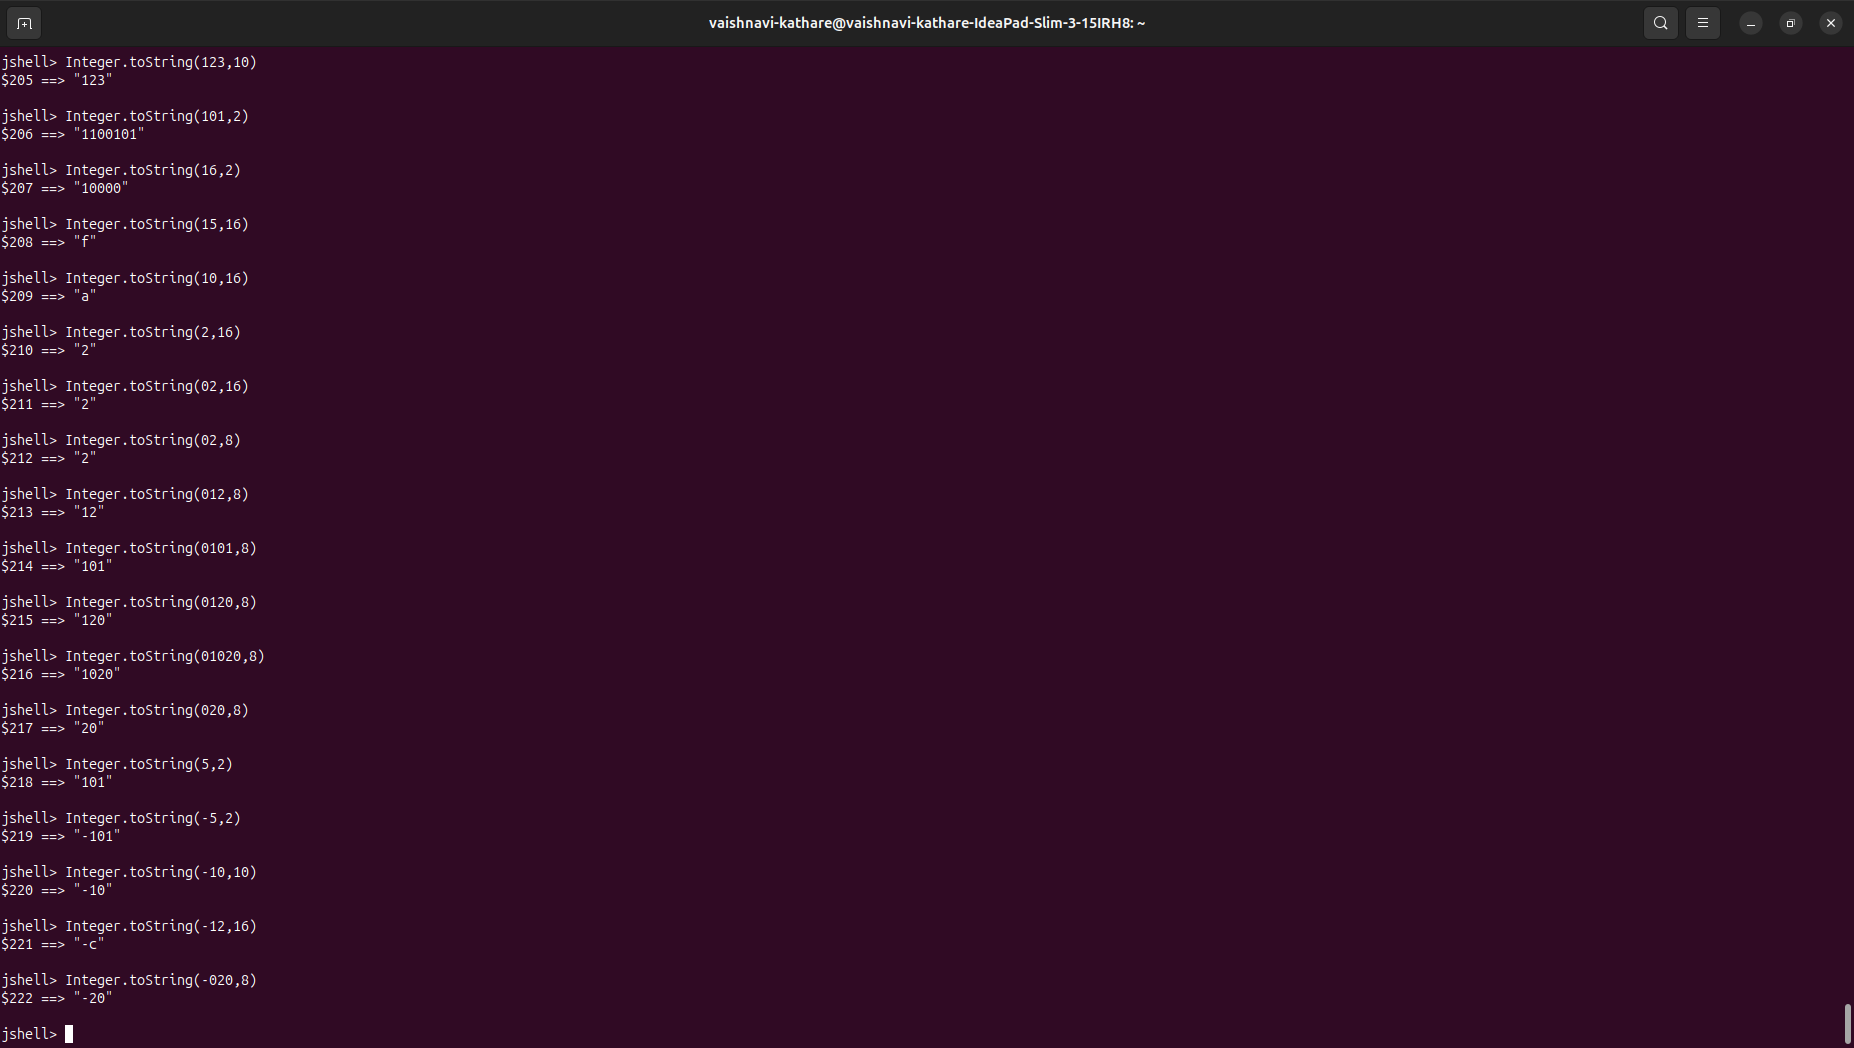 vaishnavi-kathare@vaishnavi-kathare-IdeaPad-Slim-3-15IRH8: ~
jshell> Integer.toString(123,10)
$205 ==> "123"
jshell> Integer.toString(101,2)
$206 ==> "1100101"
jshell> Integer.toString(16,2)
$207 ==> "10000"
jshell> Integer.toString(15,16)
$208 ==> "f"
jshell> Integer.toString(10,16)
$209 ==> "a"
jshell> Integer.toString(2,16)
$210 ==> "2"
jshell> Integer.toString(02,16)
$211 ==> "2"
jshell> Integer.toString(02,8)
$212 ==> "2"
jshell> Integer.toString(012,8)
$213 ==> "12"
jshell> Integer.toString(0101,8)
$214 ==> "101"
jshell> Integer.toString(0120,8)
$215 ==> "120"
jshell> Integer.toString(01020,8)
$216 ==> "1020"
jshell> Integer.toString(020,8)
$217 ==> "20"
jshell> Integer.toString(5,2)
$218 ==> "101"
jshell> Integer.toString(-5,2)
$219 ==> "-101"
jshell> Integer.toString(-10,10)
$220 ==> "-10"
jshell> Integer.toString(-12,16)
$221 ==> "-c"
jshell> Integer.toString(-020,8)
$222 ==> "-20"
jshell>